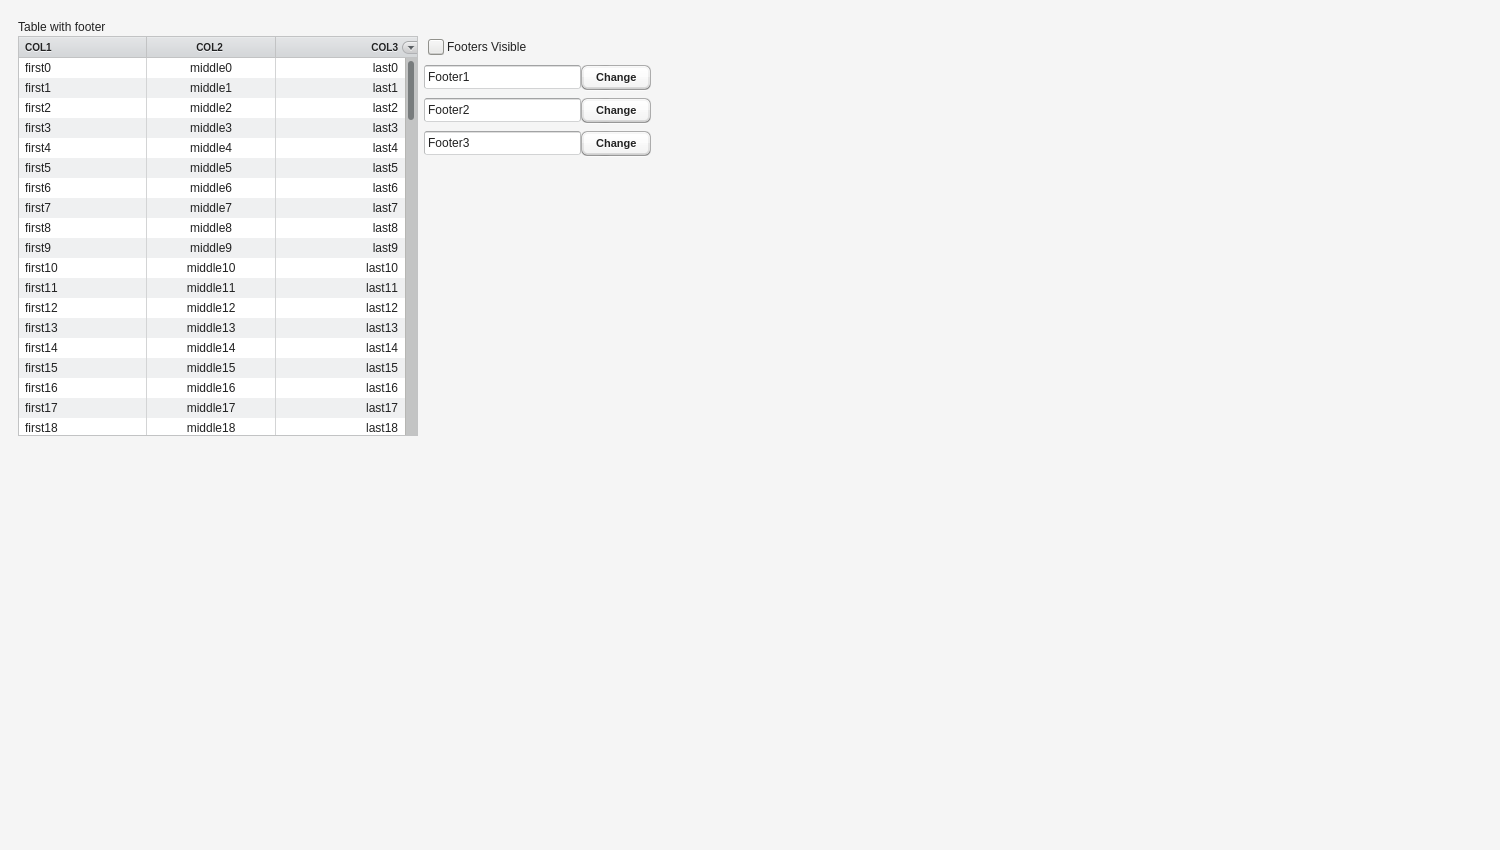 Table with footer
COL1 COL2 COL3
Footers Visible
first0 middle0 last0
Footer1 Change
first1 middle1 last1
first2 middle2 last2
Footer2 Change
first3 middle3 last3
first4 middle4 last4
Footer3 Change
first5 middle5 last5
first6 middle6 last6
first7 middle7 last7
first8 middle8 last8
first9 middle9 last9
first10 middle10 last10
first11 middle11 last11
first12 middle12 last12
first13 middle13 last13
first14 middle14 last14
first15 middle15 last15
first16 middle16 last16
first17 middle17 last17
first18 middle18 last18